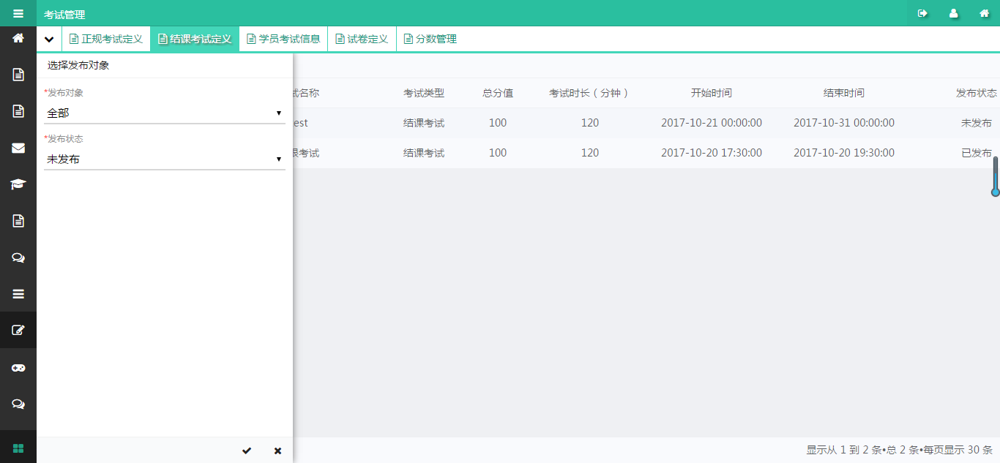 考试管理
正规考试定义 结课考试定义 学员考试信息 试卷定义 分数管理
选择发布对象
*发布对象
全部
*发布状态
未发布
试名称 考试类型 总分值 考试时长（分钟） 开始时间 结束时间 发布状态
est 结课考试 100 120 2017-10-21 00:00:00 2017-10-31 00:00:00 未发布
考试 结课考试 100 120 2017-10-20 17:30:00 2017-10-20 19:30:00 已发布
显示从 1 到 2 条•总 2 条•每页显示 30 条